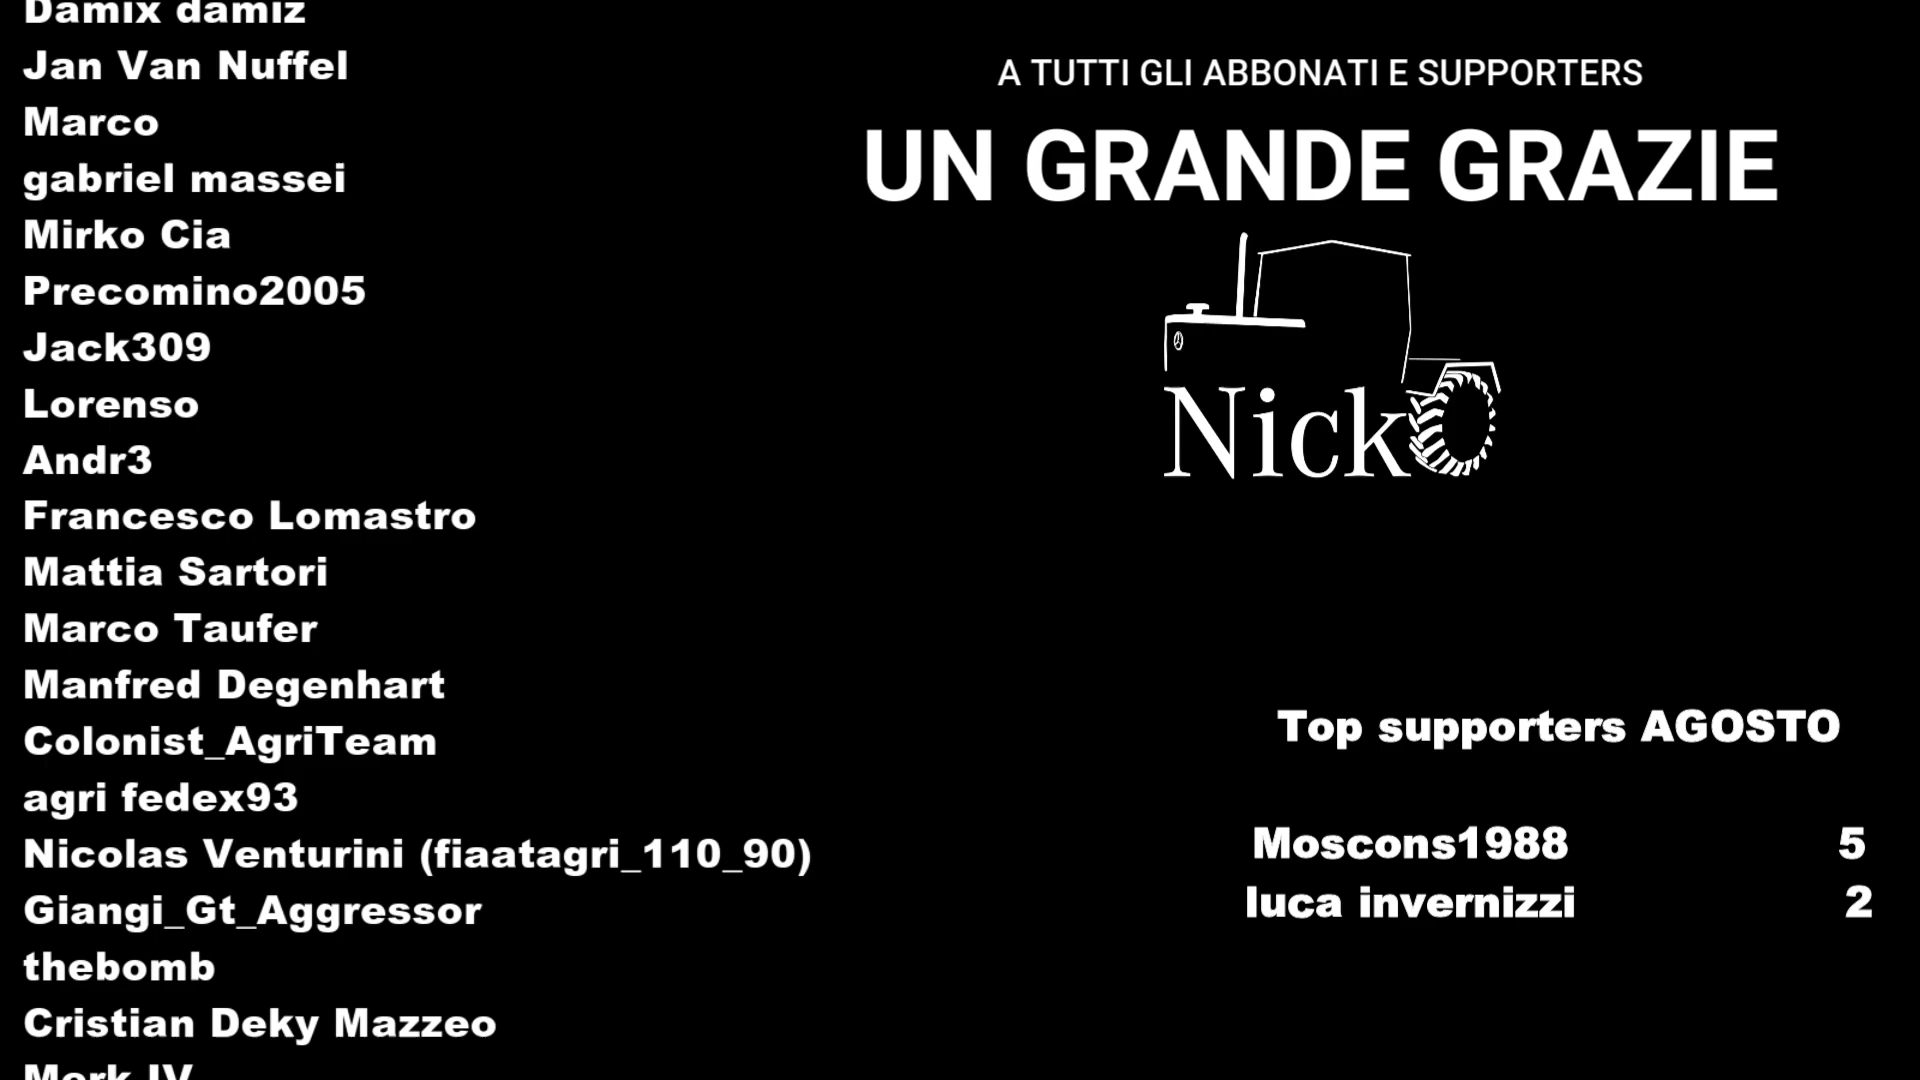 Damix damiz
Jan Van Nuffel
Marco
gabriel massei
Mirko Cia
Precomino2005
Jack309
Lorenso
Andr3
Francesco Lomastro
Mattia Sartori
Marco Taufer
Manfred Degenhart
Colonist_AgriTeam
agri fedex93
Nicolas Venturini (fiaatagri_110_90)
Giangi_Gt_Aggressor
thebomb
Cristian Deky Mazzeo
A TUTTI GLI ABBONATI E SUPPORTERS
UN GRANDE GRAZIE
Nick
Top supporters AGOSTO
Moscons1988 5
luca invernizzi 2